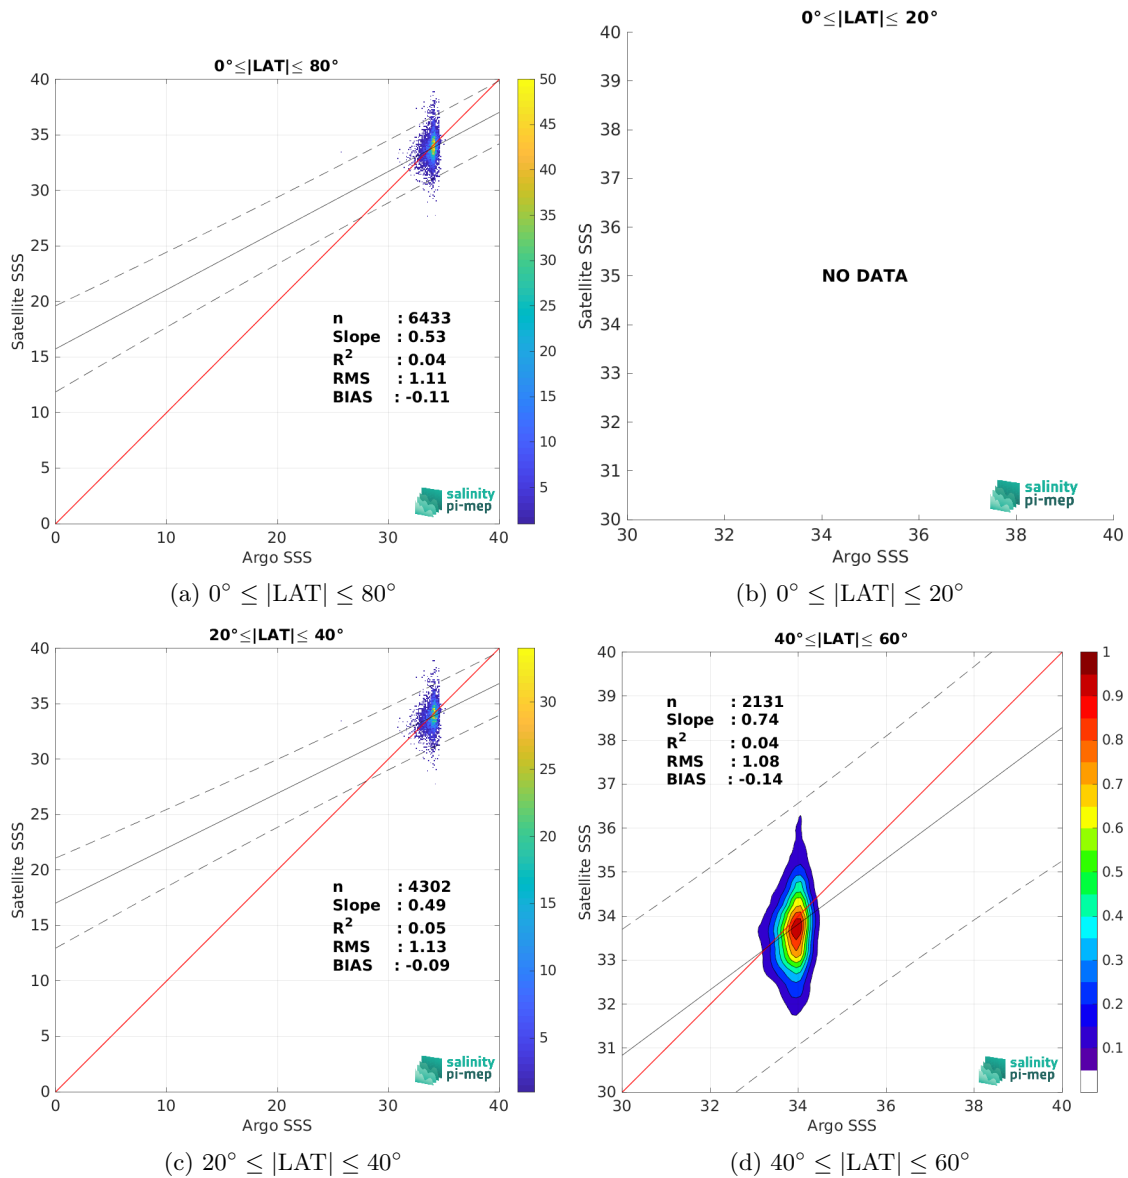 0°≤|LAT|≤ 80°
40
35
30
25
20
15
10
5
0
0
10
20
30
40
50
45
40
35
30
25
20
15
10
5
Satellite SSS
Argo SSS
n : 6433
Slope : 0.53
R² : 0.04
RMS : 1.11
BIAS : -0.11
salinity
pi-mep
(a) 0° ≤ |LAT| ≤ 80°
0°≤|LAT|≤ 20°
40
39
38
37
36
35
34
33
32
31
30
30
32
34
36
38
40
Satellite SSS
Argo SSS
NO DATA
salinity
pi-mep
(b) 0° ≤ |LAT| ≤ 20°
20°≤|LAT|≤ 40°
40
35
30
25
20
15
10
5
0
0
10
20
30
40
30
25
20
15
10
5
Satellite SSS
Argo SSS
n : 4302
Slope : 0.49
R² : 0.05
RMS : 1.13
BIAS : -0.09
salinity
pi-mep
(c) 20° ≤ |LAT| ≤ 40°
40°≤|LAT|≤ 60°
40
39
38
37
36
35
34
33
32
31
30
30
32
34
36
38
40
1
0.9
0.8
0.7
0.6
0.5
0.4
0.3
0.2
0.1
Satellite SSS
Argo SSS
n : 2131
Slope : 0.74
R² : 0.04
RMS : 1.08
BIAS : -0.14
salinity
pi-mep
(d) 40° ≤ |LAT| ≤ 60°